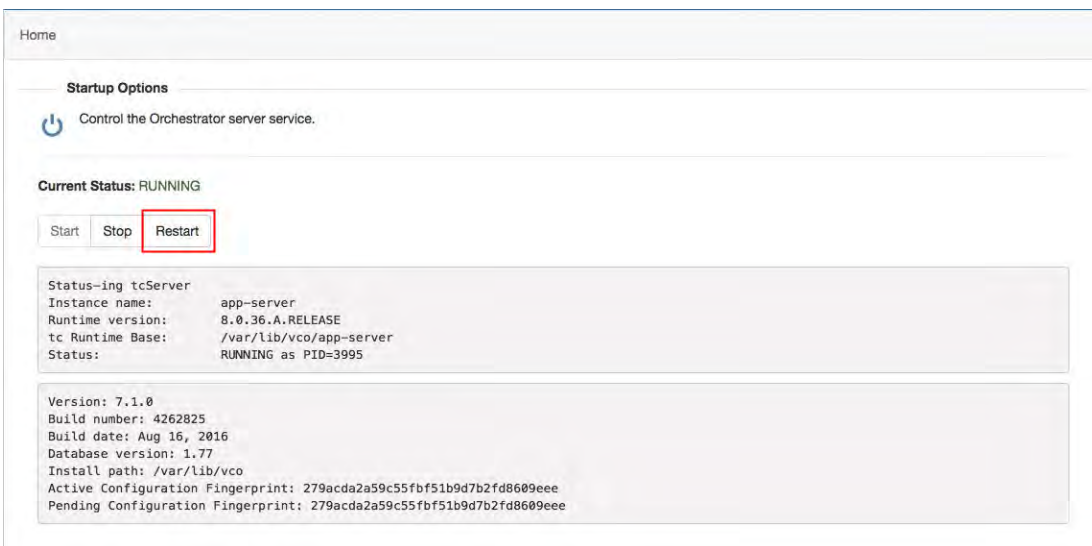 Home
Startup Options
Control the Orchestrator server service.
Current Status: RUNNING
Start Stop Restart
Status-ing tcServer
Instance name: app-server
Runtime version: 8.0.36.A.RELEASE
tc Runtime Base: /var/lib/vco/app-server
Status: RUNNING as PID=3995
Version: 7.1.0
Build number: 4262825
Build date: Aug 16, 2016
Database version: 1.77
Install path: /var/lib/vco
Active Configuration Fingerprint: 279acda2a59c55fbf51b9d7b2fd8609eee
Pending Configuration Fingerprint: 279acda2a59c55fbf51b9d7b2fd8609eee